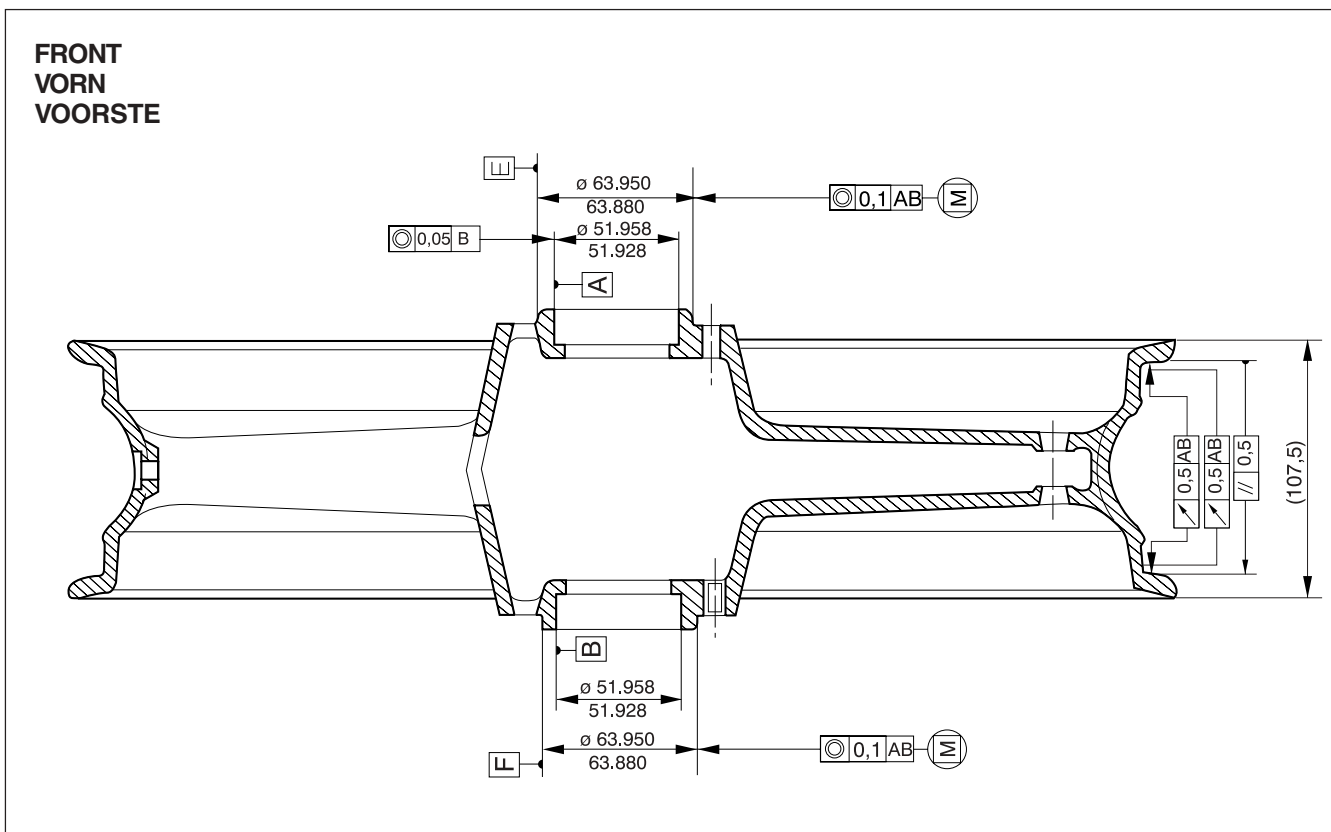 FRONT
VORN
VOORSTE
E
ø 63.950
63.880
◎ 0,1 AB M
ø 51.958
51.928
◎ 0,05 B
A
↗ 0,5 AB
↗ 0,5 AB
// 0,5
(107,5)
B
ø 51.958
51.928
ø 63.950
63.880
◎ 0,1 AB M
F